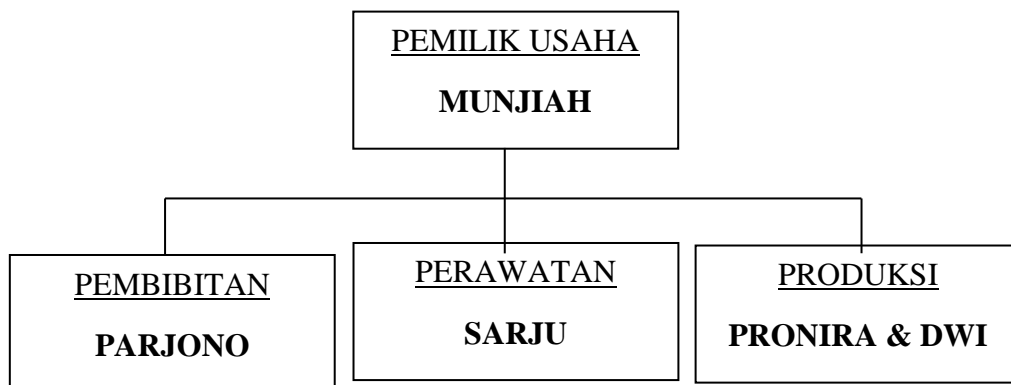 PEMILIK USAHA
MUNJIAH
PEMBIBITAN
PARJONO
PERAWATAN
SARJU
PRODUKSI
PRONIRA & DWI